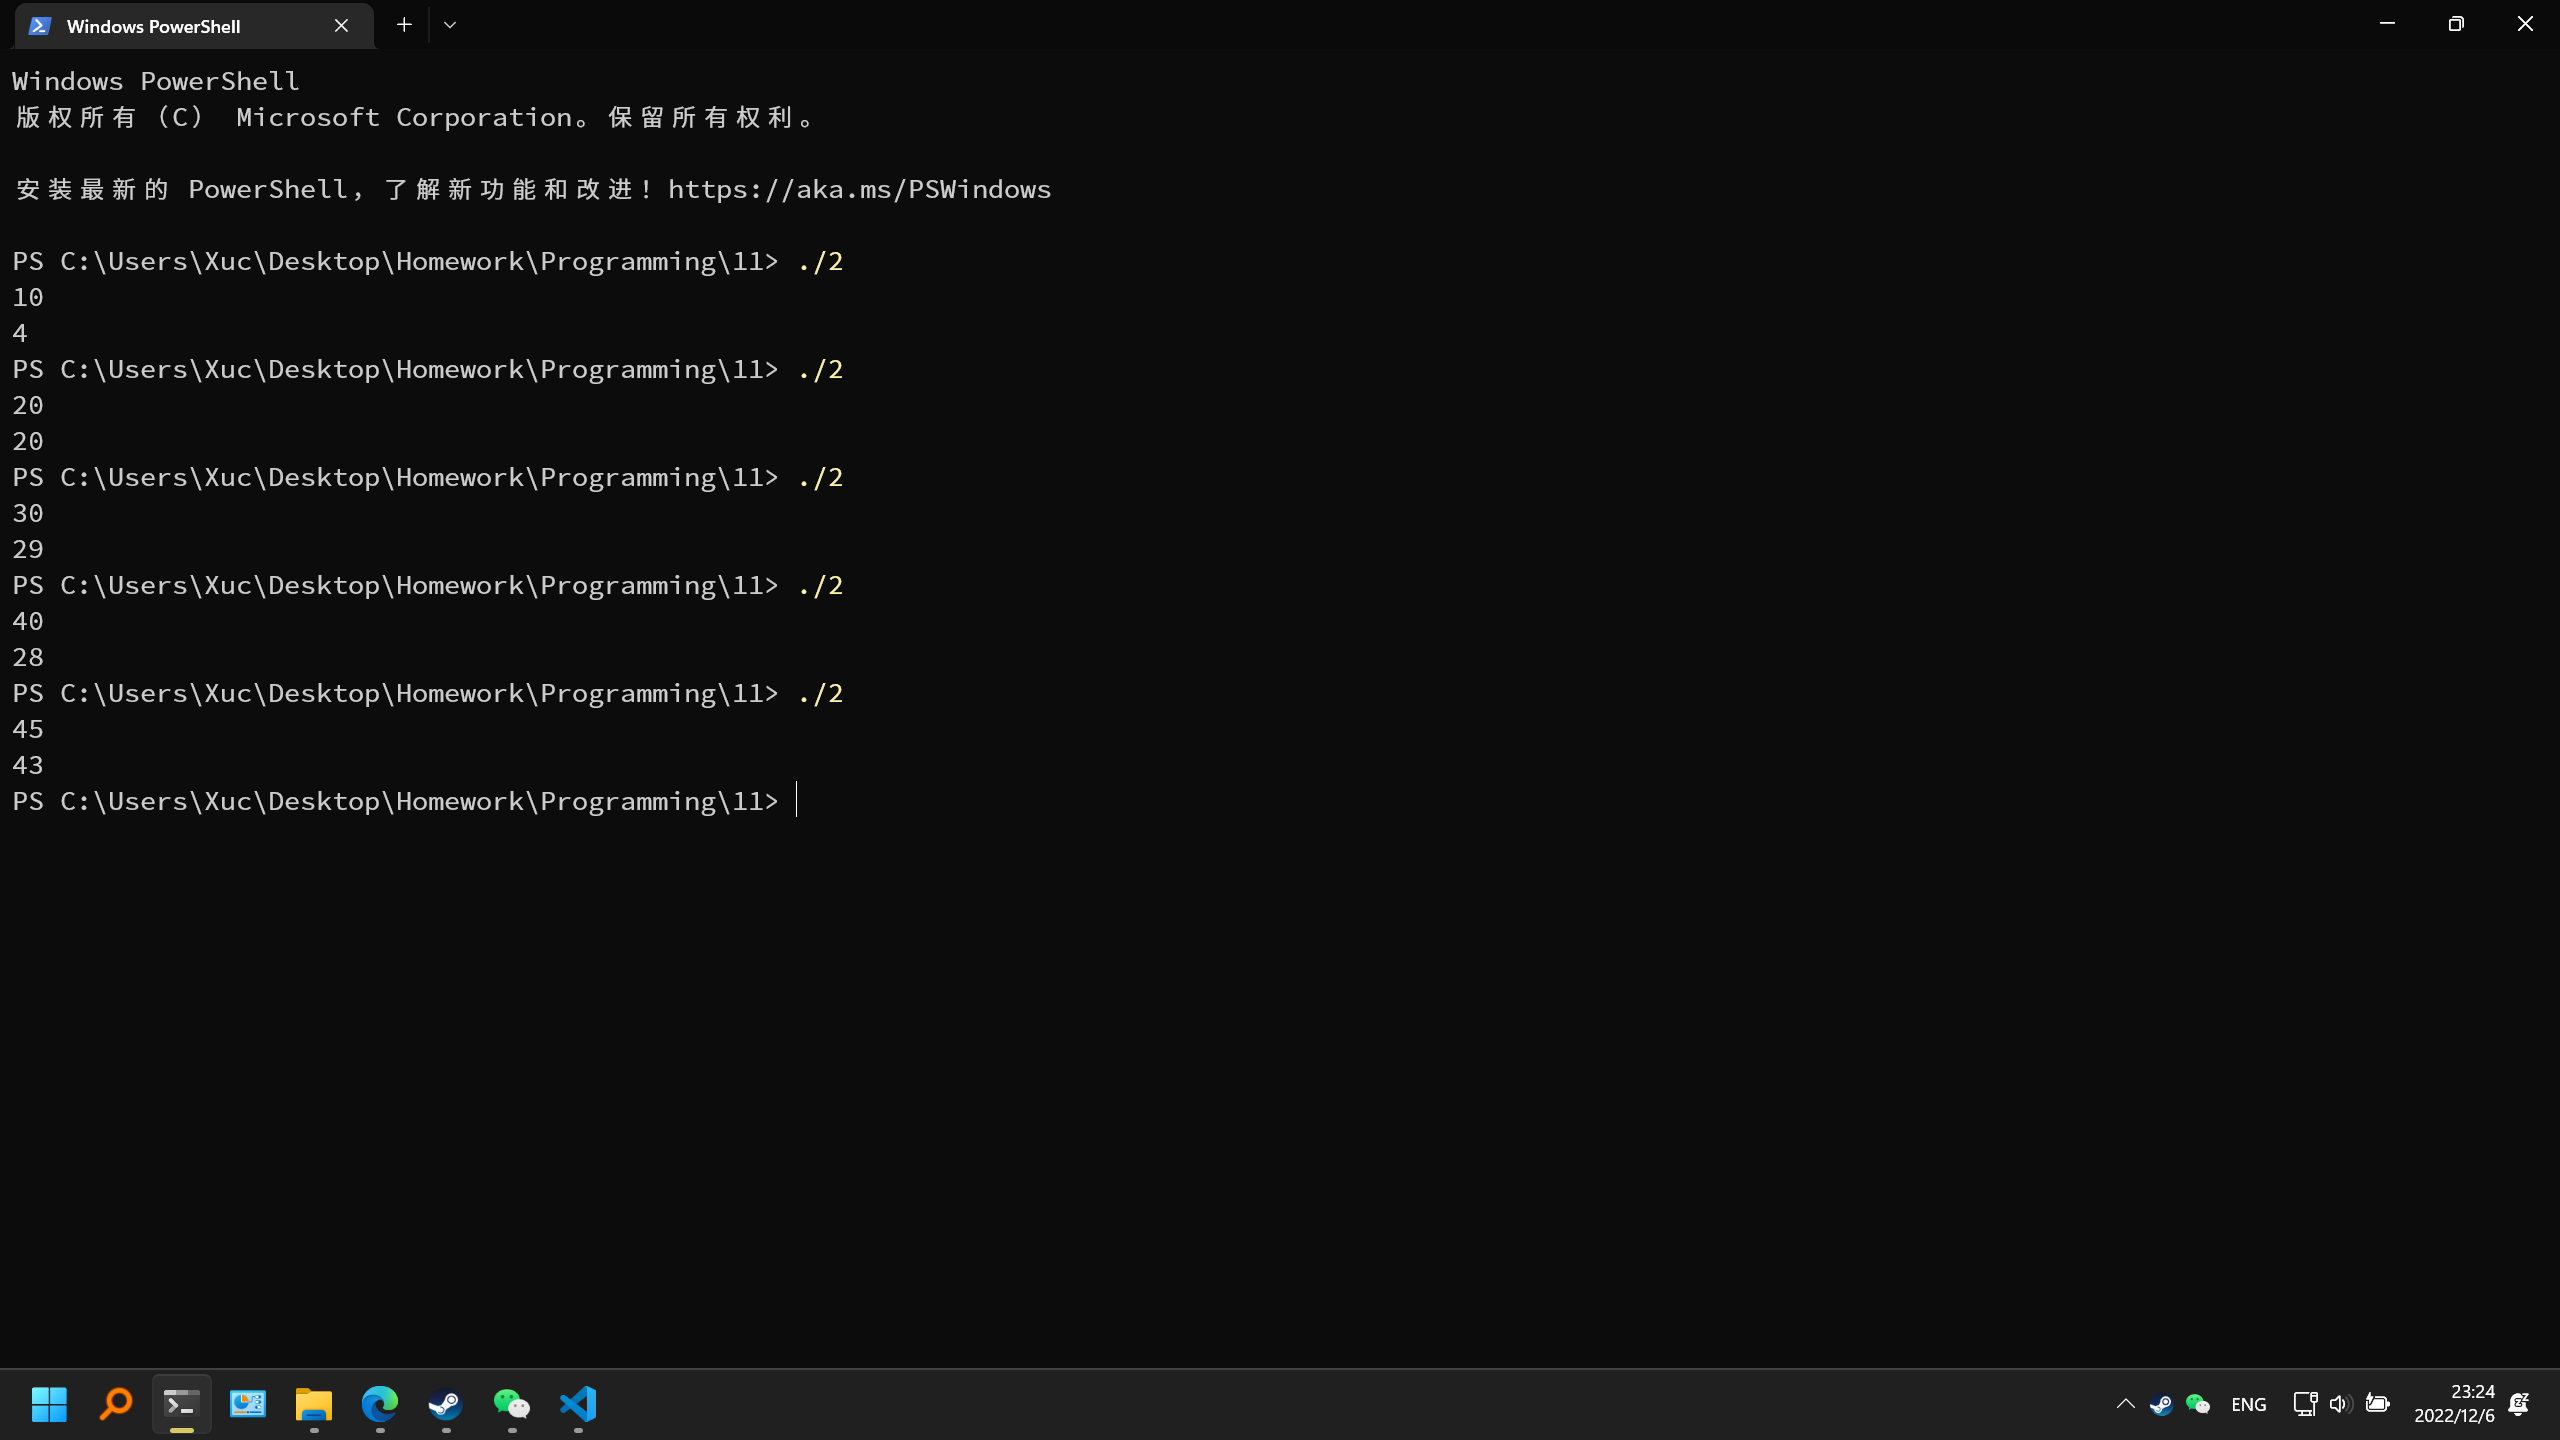 Windows PowerShell
Windows PowerShell
版权所有（C） Microsoft Corporation。保留所有权利。
安装最新的 PowerShell，了解新功能和改进！https://aka.ms/PSWindows
PS C:\Users\Xuc\Desktop\Homework\Programming\11> ./2
10
4
PS C:\Users\Xuc\Desktop\Homework\Programming\11> ./2
20
20
PS C:\Users\Xuc\Desktop\Homework\Programming\11> ./2
30
29
PS C:\Users\Xuc\Desktop\Homework\Programming\11> ./2
40
28
PS C:\Users\Xuc\Desktop\Homework\Programming\11> ./2
45
43
PS C:\Users\Xuc\Desktop\Homework\Programming\11>
ENG
23:24
2022/12/6